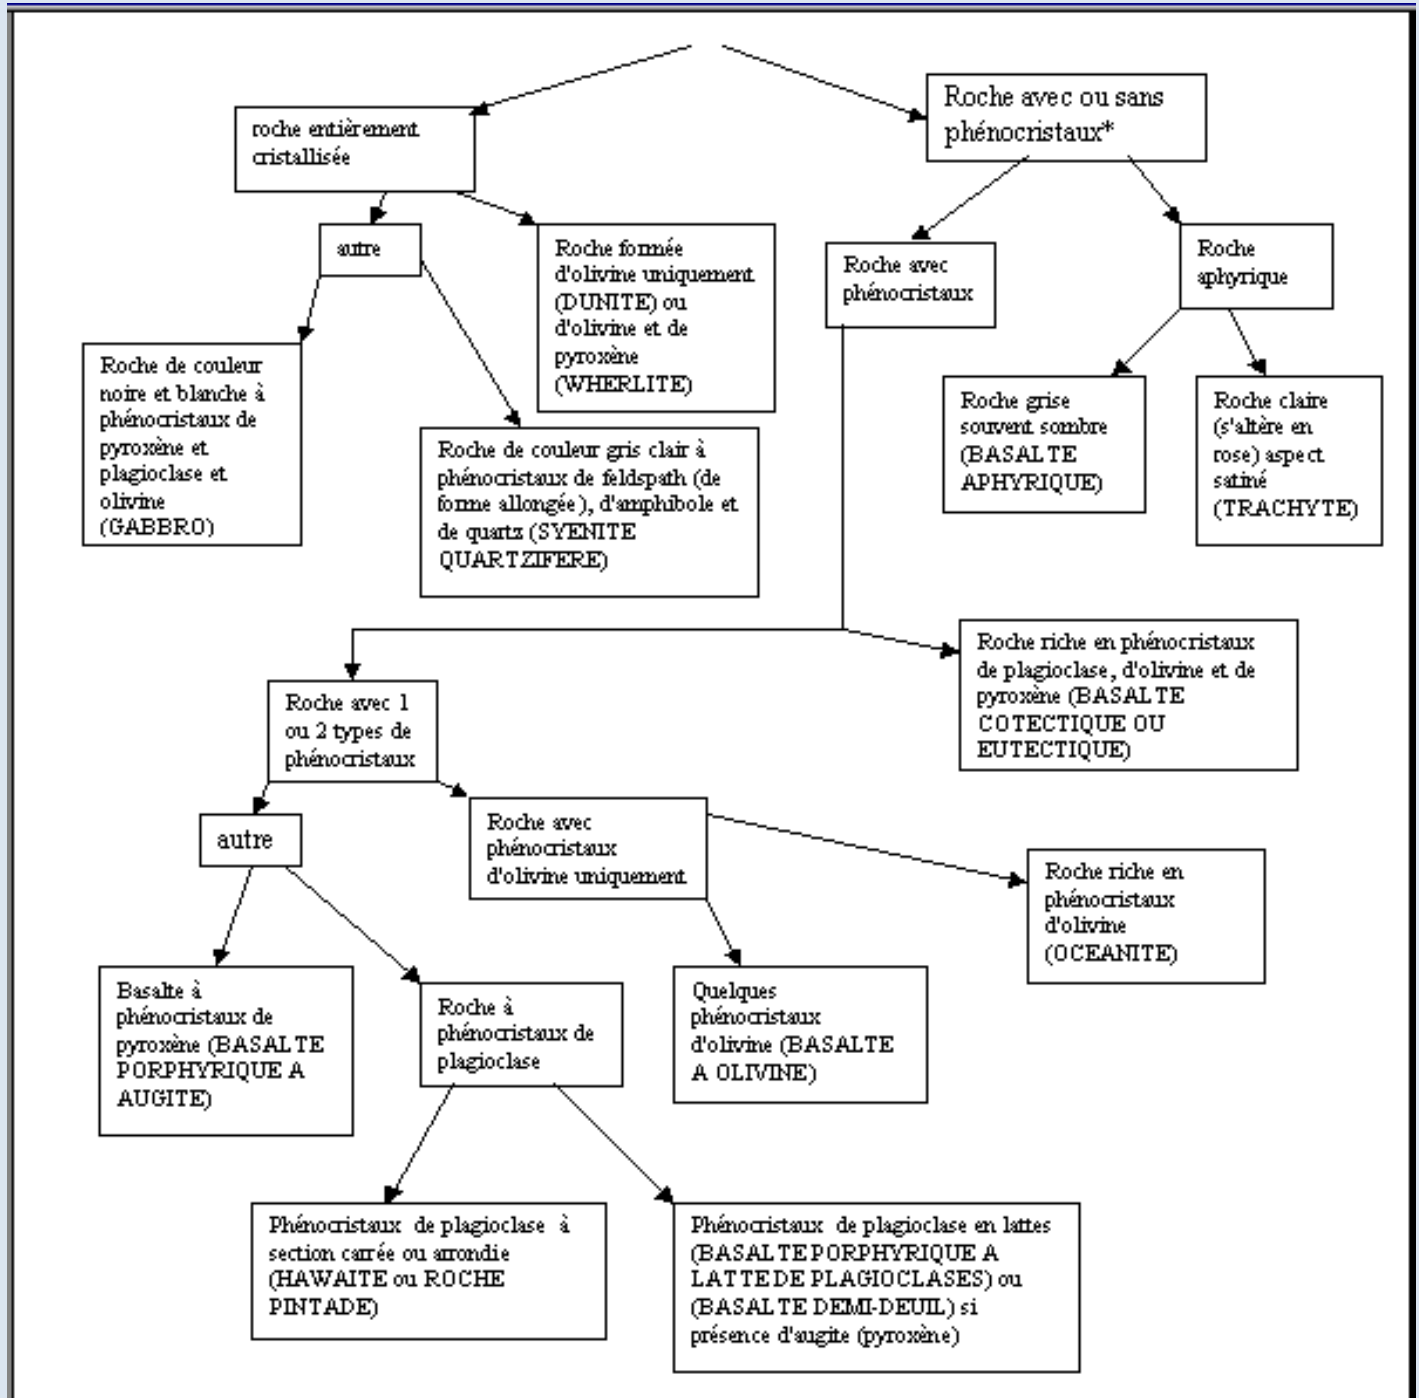 Roche avec ou sans
phénocristaux*
roche entièrement
cristallisée
autre
Roche formée
d'olivine uniquement
(DUNITE) ou
d'olivine et de
pyroxène
(WHERLITE)
Roche avec
phénocristaux
Roche
aphyrique
Roche de couleur
noire et blanche à
phénocristaux de
pyroxène et
plagioclase et
olivine
(GABBRO)
Roche de couleur gris clair à
phénocristaux de feldspath (de
forme allongée), d'amphibole et
de quartz (SYENITE
QUARTZIFERE)
Roche grise
souvent sombre
(BASALTE
APHYRIQUE)
Roche claire
(s'altère en
rose) aspect
satiné
(TRACHYTE)
Roche riche en phénocristaux
de plagioclase, d'olivine et de
pyroxène (BASALTE
COTECTIQUE OU
EUTECTIQUE)
Roche avec 1
ou 2 types de
phénocristaux
autre
Roche avec
phénocristaux
d'olivine uniquement
Roche riche en
phénocristaux
d'olivine
(OCEANITE)
Basalte à
phénocristaux de
pyroxène (BASALTE
PORPHYRIQUE A
AUGITE)
Roche à
phénocristaux de
plagioclase
Quelques
phénocristaux
d'olivine (BASALTE
A OLIVINE)
Phénocristaux de plagioclase à
section carrée ou arrondie
(HAWAITE ou ROCHE
PINTADE)
Phénocristaux de plagioclase en lattes
(BASALTE PORPHYRIQUE A
LATTE DE PLAGIOCLASES) ou
(BASALTE DEMI-DEUIL) si
présence d'augite (pyroxène)